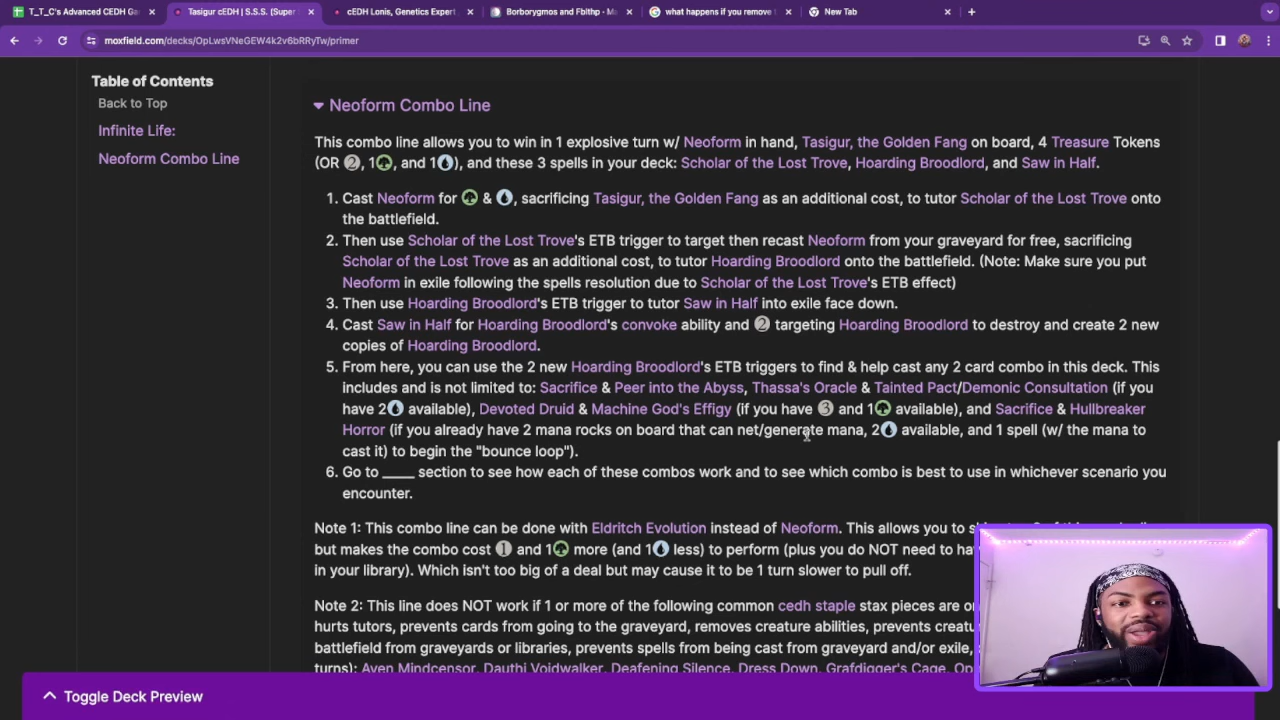 T_T_C's Advanced CEDH Ga
Tasigur cEDH | S.S.S. (Super
cEDH Lonis, Genetics Expert
Borborygmos and Fblthp - M
what happens if you remove
New Tab
moxfield.com/decks/OpLwsVNeGEW4k2v6bRRyTw/primer
Table of Contents
Back to Top
Infinite Life:
Neoform Combo Line
Neoform Combo Line
This combo line allows you to win in 1 explosive turn w/ Neoform in hand, Tasigur, the Golden Fang on board, 4 Treasure Tokens
(OR 2, 1, and 1), and these 3 spells in your deck: Scholar of the Lost Trove, Hoarding Broodlord, and Saw in Half.
1. Cast Neoform for & , sacrificing Tasigur, the Golden Fang as an additional cost, to tutor Scholar of the Lost Trove onto
the battlefield.
2. Then use Scholar of the Lost Trove's ETB trigger to target then recast Neoform from your graveyard for free, sacrificing
Scholar of the Lost Trove as an additional cost, to tutor Hoarding Broodlord onto the battlefield. (Note: Make sure you put
Neoform in exile following the spells resolution due to Scholar of the Lost Trove's ETB effect)
3. Then use Hoarding Broodlord's ETB trigger to tutor Saw in Half into exile face down.
4. Cast Saw in Half for Hoarding Broodlord's convoke ability and 2 targeting Hoarding Broodlord to destroy and create 2 new
copies of Hoarding Broodlord.
5. From here, you can use the 2 new Hoarding Broodlord's ETB triggers to find & help cast any 2 card combo in this deck. This
includes and is not limited to: Sacrifice & Peer into the Abyss, Thassa's Oracle & Tainted Pact/Demonic Consultation (if you
have 2 available), Devoted Druid & Machine God's Effigy (if you have 3 and 1 available), and Sacrifice & Hullbreaker
Horror (if you already have 2 mana rocks on board that can net/generate mana, 2 available, and 1 spell (w/ the mana to
cast it) to begin the "bounce loop").
6. Go to _____ section to see how each of these combos work and to see which combo is best to use in whichever scenario you
encounter.
Note 1: This combo line can be done with Eldritch Evolution instead of Neoform. This allows you to
but makes the combo cost 1 and 1 more (and 1 less) to perform (plus you do NOT need to
in your library). Which isn't too big of a deal but may cause it to be 1 turn slower to pull off.
Note 2: This line does NOT work if 1 or more of the following common cedh staple stax pieces are
hurts tutors, prevents cards from going to the graveyard, removes creature abilities, prevents
battlefield from graveyards or libraries, prevents spells from being cast from graveyard and/or exile,
turns): Aven Mindcensor, Dauthi Voidwalker, Deafening Silence, Dress Down, Grafdigger's Cage,
Toggle Deck Preview